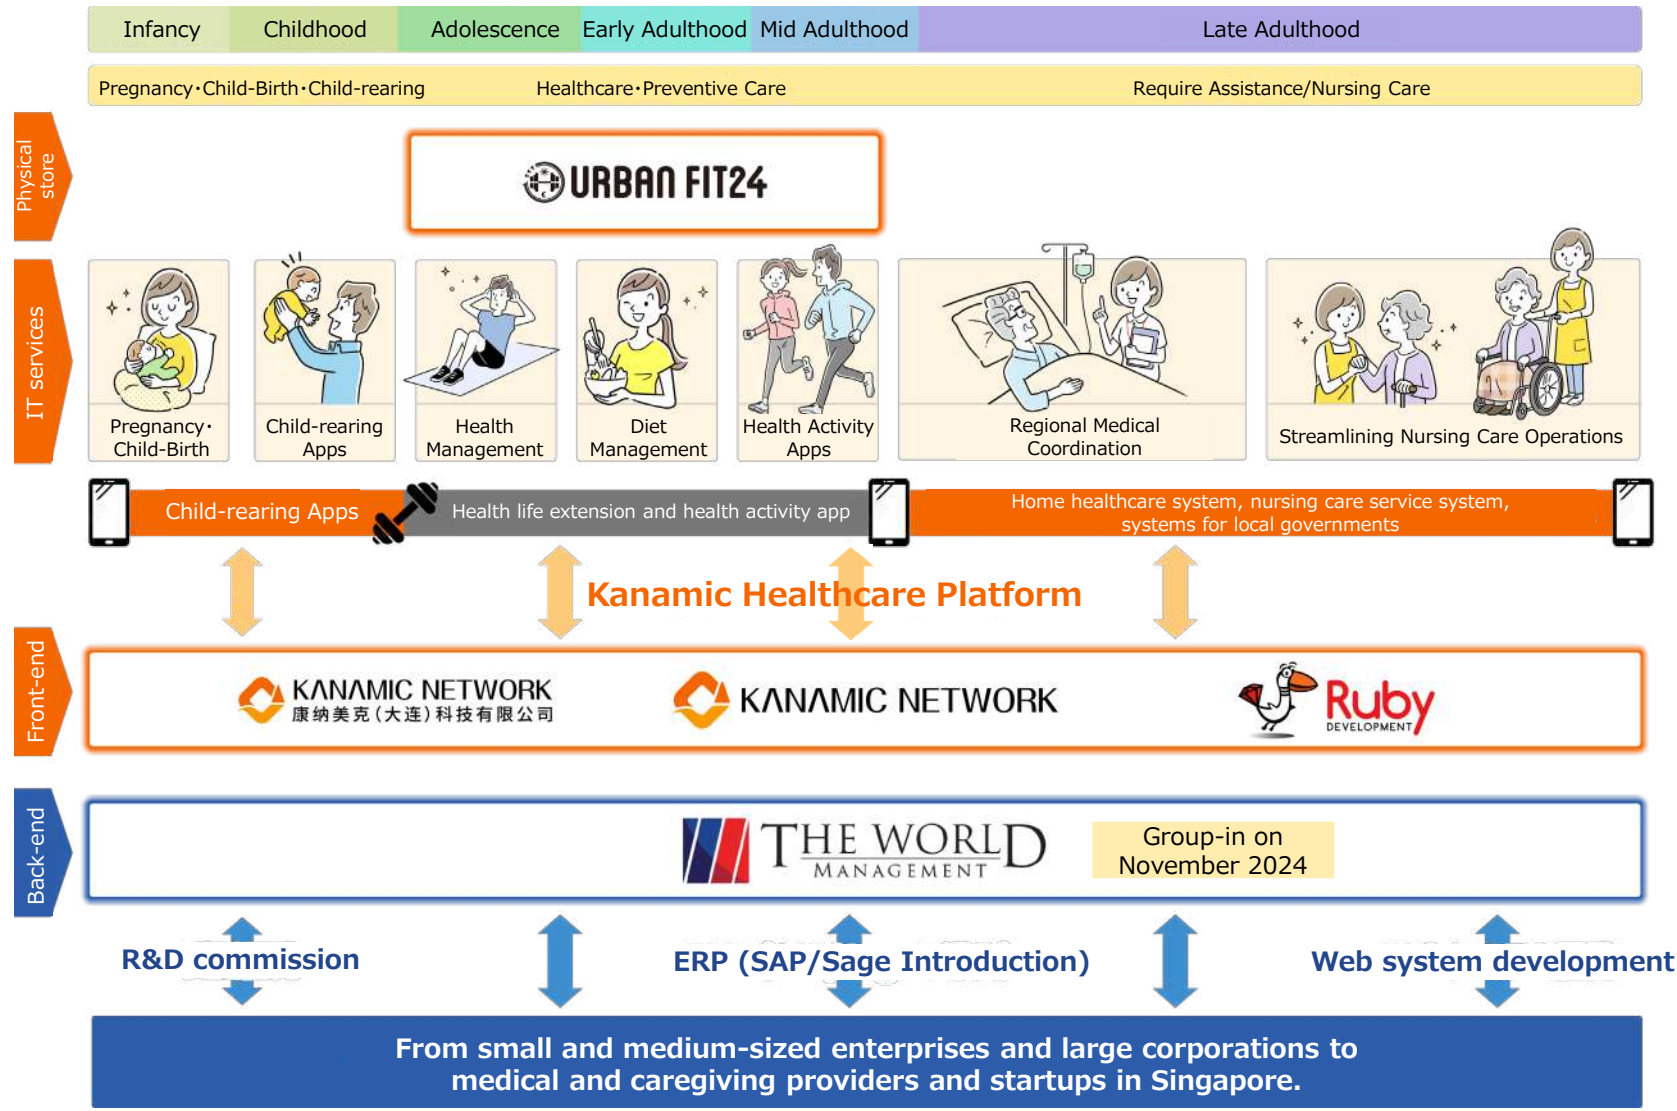 Infancy
Childhood
Adolescence
Early Adulthood
Mid Adulthood
Late Adulthood
Pregnancy･Child-Birth･Child-rearing
Healthcare･Preventive Care
Require Assistance/Nursing Care
Physical
store
URBAN FIT24
IT services
Pregnancy･
Child-Birth
Child-rearing
Apps
Health
Management
Diet
Management
Health Activity
Apps
Regional Medical
Coordination
Streamlining Nursing Care Operations
Child-rearing Apps
Health life extension and health activity app
Home healthcare system, nursing care service system,
systems for local governments
Kanamic Healthcare Platform
Front-end
KANAMIC NETWORK
康纳美克(大连)科技有限公司
KANAMIC NETWORK
Ruby
DEVELOPMENT
Back-end
THE WORLD
MANAGEMENT
Group-in on
November 2024
R&D commission
ERP (SAP/Sage Introduction)
Web system development
From small and medium-sized enterprises and large corporations to
medical and caregiving providers and startups in Singapore.